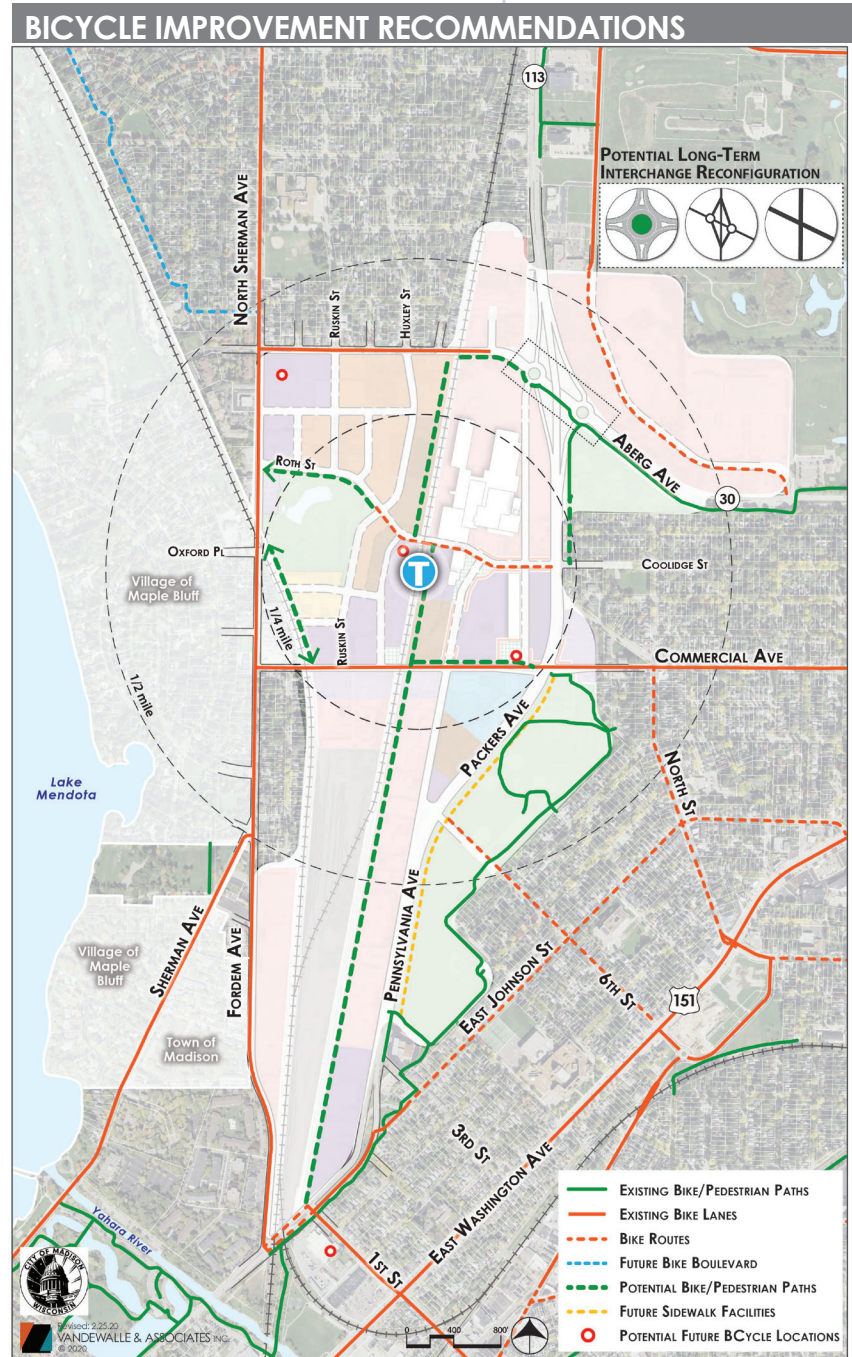 BICYCLE IMPROVEMENT RECOMMENDATIONS
113
POTENTIAL LONG-TERM
INTERCHANGE RECONFIGURATION
NORTH SHERMAN AVE
RUSKIN ST
HUXLEY ST
ROTH ST
ABERG AVE
30
OXFORD PL
T
COOLIDGE ST
Village of
Maple Bluff
1/4 mile
RUSKIN ST
COMMERCIAL AVE
1/2 mile
PACKERS AVE
NORTH ST
Lake
Mendota
PENNSYLVANIA AVE
SHERMAN AVE
FORDEM AVE
Village of
Maple
Bluff
EAST JOHNSON ST
6TH ST
151
Town of
Madison
3RD ST
EAST WASHINGTON AVE
Yahara River
1ST ST
EXISTING BIKE/PEDESTRIAN PATHS
EXISTING BIKE LANES
BIKE ROUTES
FUTURE BIKE BOULEVARD
POTENTIAL BIKE/PEDESTRIAN PATHS
FUTURE SIDEWALK FACILITIES
POTENTIAL FUTURE BCYCLE LOCATIONS
CITY OF MADISON
WISCONSIN
Revised: 2.25.20
VANDEWALLE & ASSOCIATES INC.
© 2020
0 400 800'